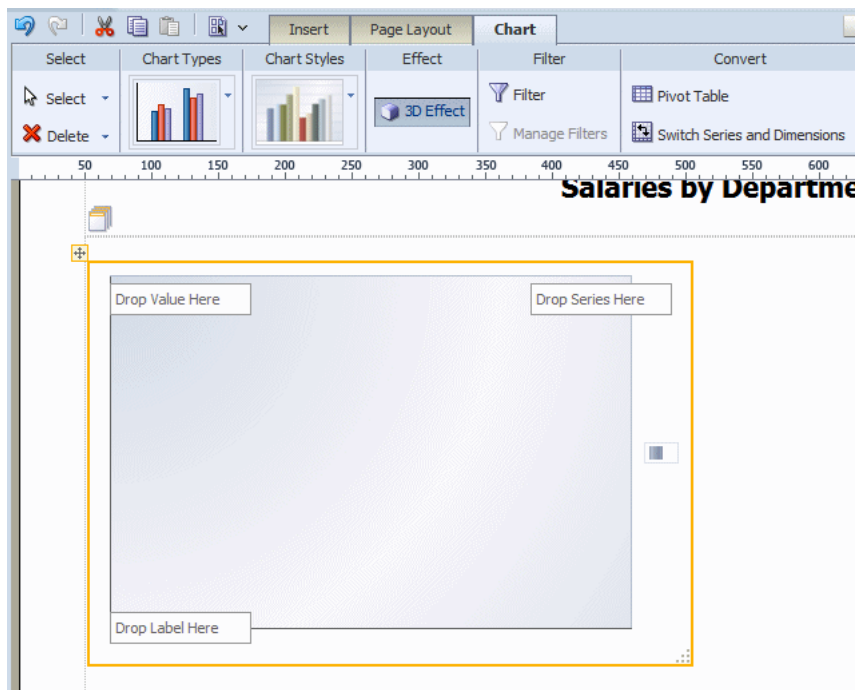 Insert Page Layout Chart
Select Chart Types Chart Styles Effect Filter Convert
Select Filter Pivot Table
3D Effect
Delete Manage Filters Switch Series and Dimensions
50 100 150 200 250 300 350 400 450 500 550 600
Salaries by Departme
Drop Value Here Drop Series Here
Drop Label Here